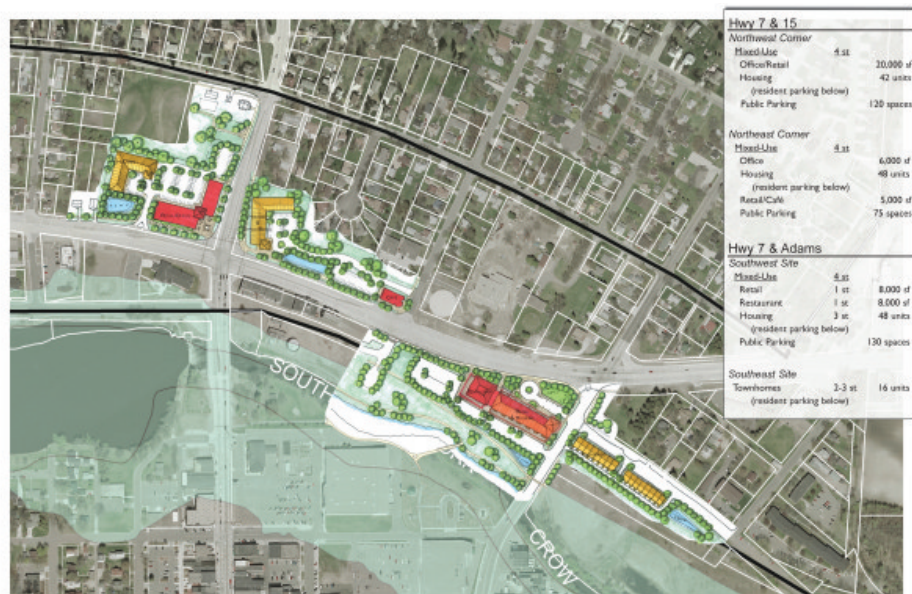 Hwy 7 & 15
Northwest Corner
Mixed-Use 4 st
Office/Retail 20,000 sf
Housing 42 units
(resident parking below)
Public Parking 120 spaces
Northeast Corner
Mixed-Use 4 st
Office 6,000 sf
Housing 48 units
(resident parking below)
Retail/Café 5,000 sf
Public Parking 75 spaces
Hwy 7 & Adams
Southwest Site
Mixed-Use 4 st
Retail 1 st 8,000 sf
Restaurant 1 st 8,000 sf
Housing 3 st 48 units
(resident parking below)
Public Parking 130 spaces
Southeast Site
Townhomes 2-3 st 16 units
(resident parking below)
SOUTH
CROW